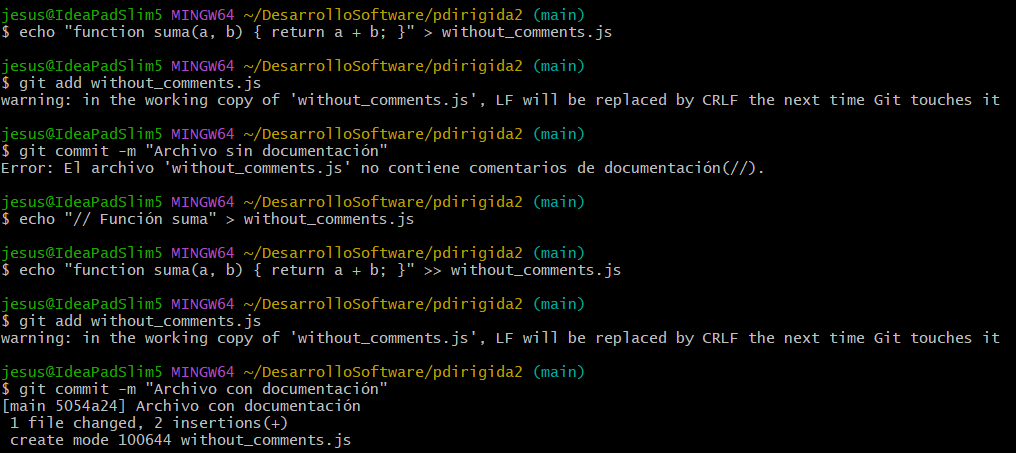 jesus@IdeaPadSlim5 MINGW64 ~/DesarrolloSoftware/pdirigida2 (main)
$ echo "function suma(a, b) { return a + b; }" > without_comments.js
jesus@IdeaPadSlim5 MINGW64 ~/DesarrolloSoftware/pdirigida2 (main)
$ git add without_comments.js
warning: in the working copy of 'without_comments.js', LF will be replaced by CRLF the next time Git touches it
jesus@IdeaPadSlim5 MINGW64 ~/DesarrolloSoftware/pdirigida2 (main)
$ git commit -m "Archivo sin documentación"
Error: El archivo 'without_comments.js' no contiene comentarios de documentación(//).
jesus@IdeaPadSlim5 MINGW64 ~/DesarrolloSoftware/pdirigida2 (main)
$ echo "// Función suma" > without_comments.js
jesus@IdeaPadSlim5 MINGW64 ~/DesarrolloSoftware/pdirigida2 (main)
$ echo "function suma(a, b) { return a + b; }" >> without_comments.js
jesus@IdeaPadSlim5 MINGW64 ~/DesarrolloSoftware/pdirigida2 (main)
$ git add without_comments.js
warning: in the working copy of 'without_comments.js', LF will be replaced by CRLF the next time Git touches it
jesus@IdeaPadSlim5 MINGW64 ~/DesarrolloSoftware/pdirigida2 (main)
$ git commit -m "Archivo con documentación"
[main 5054a24] Archivo con documentación
 1 file changed, 2 insertions(+)
 create mode 100644 without_comments.js